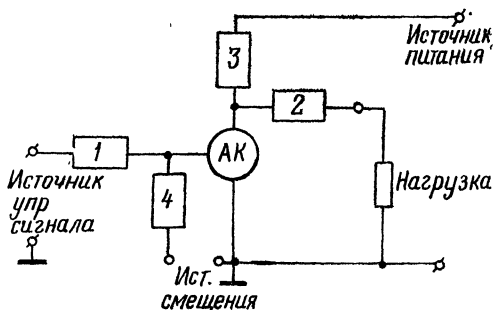 Источник
питания
3
2
1
АК
Источник
упр
сигнала
4
Нагрузка
Ист.
смещения